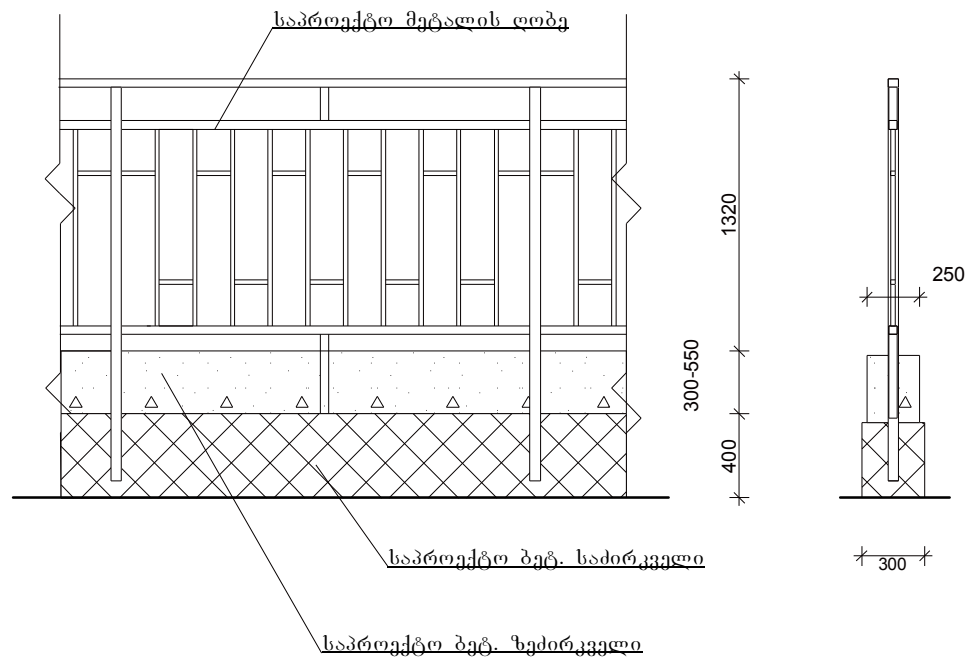 საპროექტო მეტალის ღობე
1320
250
300-550
400
საპროექტო ბეტ. საძირკველი
300
საპროექტო ბეტ. ზეძირკველი